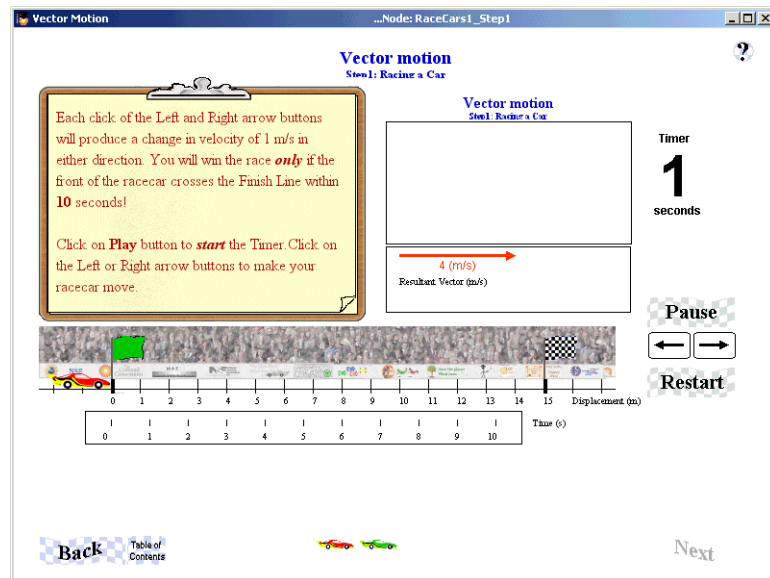 Vector Motion
...Node: RaceCars1_Step1
?
Vector motion
Step1: Racing a Car
Each click of the Left and Right arrow buttons
will produce a change in velocity of 1 m/s in
either direction. You will win the race only if the
front of the racecar crosses the Finish Line within
10 seconds!
Click on Play button to start the Timer.Click on
the Left or Right arrow buttons to make your
racecar move.
Vector motion
Step1: Racing a Car
4 (m/s)
Resultant Vector (m/s)
Timer
1
seconds
Pause
Restart
0 1 2 3 4 5 6 7 8 9 10 11 12 13 14 15 Displacement (m)
0 1 2 3 4 5 6 7 8 9 10
Time (s)
Back
Table of
Contents
Next